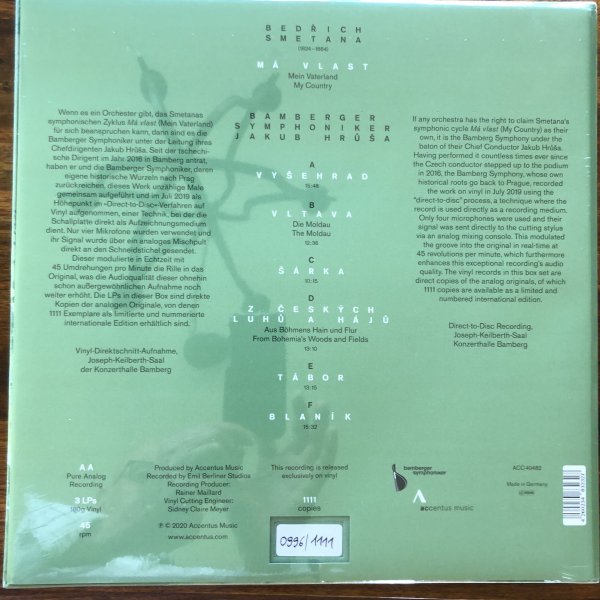 BEDŘICH
SMETANA
(1824–1884)
MÁ VLAST
Mein Vaterland
My Country
BAMBERGER
SYMPHONIKER
JAKUB HRŮŠA
A
VYŠEHRAD
15:48
B
VLTAVA
Die Moldau
The Moldau
12:36
C
ŠÁRKA
10:15
D
Z ČESKÝCH
LUHŮ A HÁJŮ
Aus Böhmens Hain und Flur
From Bohemia's Woods and Fields
13:10
E
TÁBOR
13:15
F
BLANÍK
15:32
Wenn es ein Orchester gibt, das Smetanas
symphonischen Zyklus Má vlast (Mein Vaterland)
für sich beanspruchen kann, dann sind es die
Bamberger Symphoniker unter der Leitung ihres
Chefdirigenten Jakub Hrůša. Seit der tschechi-
sche Dirigent im Jahr 2016 in Bamberg antrat,
haben er und die Bamberger Symphoniker, deren
eigene historische Wurzeln nach Prag
zurückreichen, dieses Work unzählige Male
gemeinsam aufgeführt und im Juli 2019 als
Höhepunkt im »Direct-to-Disc«-Verfahren auf
Vinyl aufgenommen, einer Technik, bei der die
Schallplatte direkt als Aufzeichnungsmedium
dient. Nur vier Mikrofone wurden verwendet und
ihr Signal wurde über ein analoges Mischpult
direkt an den Schneidstichel gesendet.
Dieser modulierte in Echtzeit mit
45 Umdrehungen pro Minute die Rille in das
Original, was die Audioqualität dieser ohnehin
schon außergewöhnlichen Aufnahme noch
weiter erhöht. Die LPs in dieser Box sind direkte
Kopien der analogen Originale, von denen
1111 Exemplare als limitierte und nummerierte
internationale Edition erhältlich sind.
Vinyl-Direktschnitt-Aufnahme,
Joseph-Keilberth-Saal
der Konzerthalle Bamberg
If any orchestra has the right to claim Smetana's
symphonic cycle Má vlast (My Country) as their
own, it is the Bamberg Symphony under the
baton of their Chief Conductor Jakub Hrůša.
Having performed it countless times ever since
the Czech conductor stepped up to the podium
in 2016, the Bamberg Symphony, whose own
historical roots go back to Prague, recorded
the work on vinyl in July 2019 using the
"direct-to-disc" process, a technique where the
record is used directly as a recording medium.
Only four microphones were used and their
signal was sent directly to the cutting stylus
via an analog mixing console. This modulated
the groove into the original in real-time at
45 revolutions per minute, which furthermore
enhances this exceptional recording's audio
quality. The vinyl records in this box set are
direct copies of the analog originals, of which
1111 copies are available as a limited and
numbered international edition.
Direct-to-Disc Recording,
Joseph-Keilberth-Saal,
Konzerthalle Bamberg
AA
Pure Analog
Recording
3 LPs
180g Vinyl
45
rpm
Produced by Accentus Music
Recorded by Emil Berliner Studios
Recording Producer:
Rainer Maillard
Vinyl Cutting Engineer:
Sidney Claire Meyer
℗ © 2020 Accentus Music
www.accentus.com
This recording is released
exclusively on vinyl
1111
copies
0996/1111
bamberger
symphoniker
accentus music
ACC 40482
Made in Germany